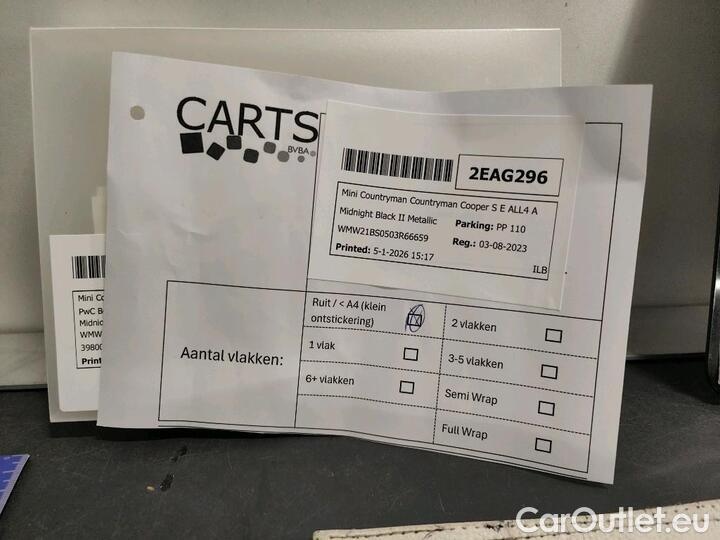 CARTS
BVBA
2EAG296
Mini Countryman Countryman Cooper S E ALL4 A
Midnight Black II Metallic
Parking: PP 110
WMW21BS0503R66659
Reg.: 03-08-2023
Printed: 5-1-2026 15:17
ILB
Aantal vlakken:
Ruit / < A4 (klein
ontstickering)
1 vlak
6+ vlakken
2 vlakken
3-5 vlakken
Semi Wrap
Full Wrap
Mini Co
PwC B
Midnig
WMW
39800
Print
CarOutlet.eu